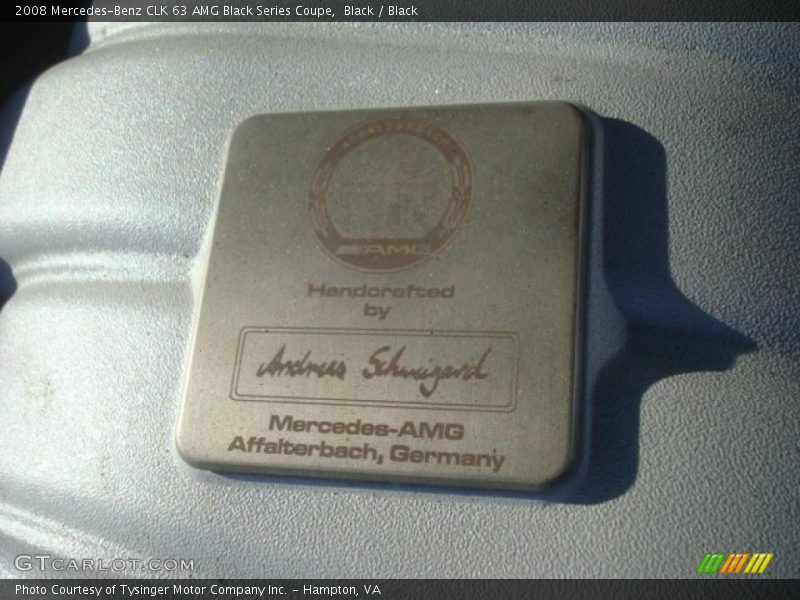 2008 Mercedes-Benz CLK 63 AMG Black Series Coupe, Black / Black
AMG
Handcrafted
by
Andreas Schweigard
Mercedes-AMG
Affalterbach, Germany
GTCARLOT.COM
Photo Courtesy of Tysinger Motor Company Inc. - Hampton, VA